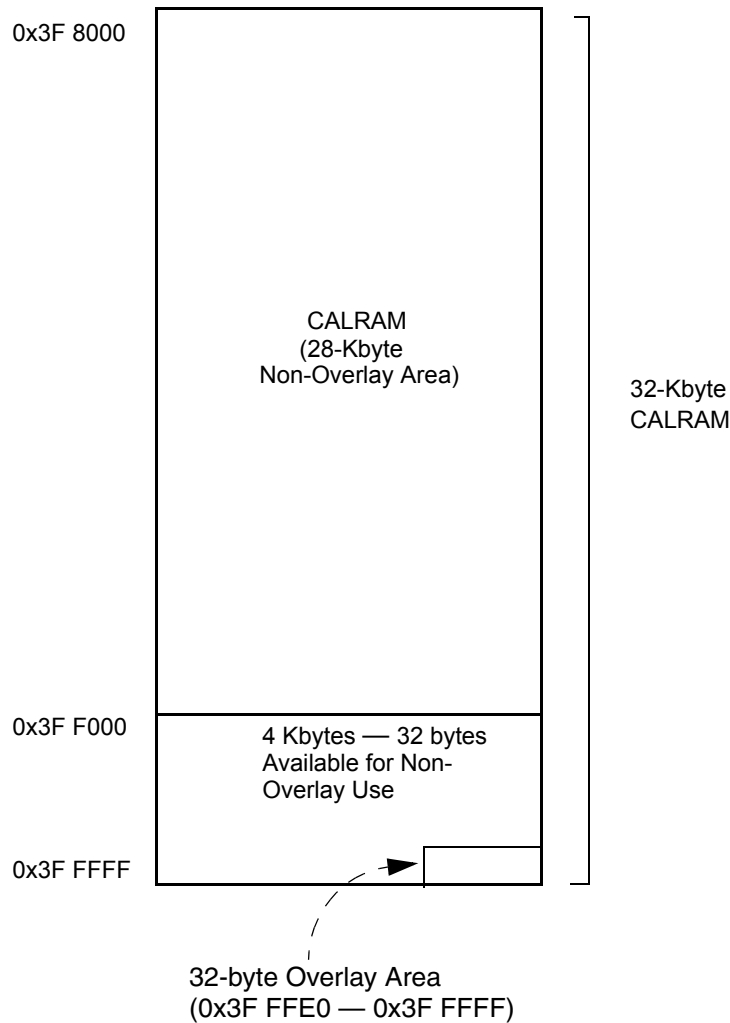 0x3F 8000
CALRAM
(28-Kbyte
Non-Overlay Area)
32-Kbyte
CALRAM
0x3F F000
4 Kbytes — 32 bytes
Available for Non-
Overlay Use
0x3F FFFF
32-byte Overlay Area
(0x3F FFE0 — 0x3F FFFF)